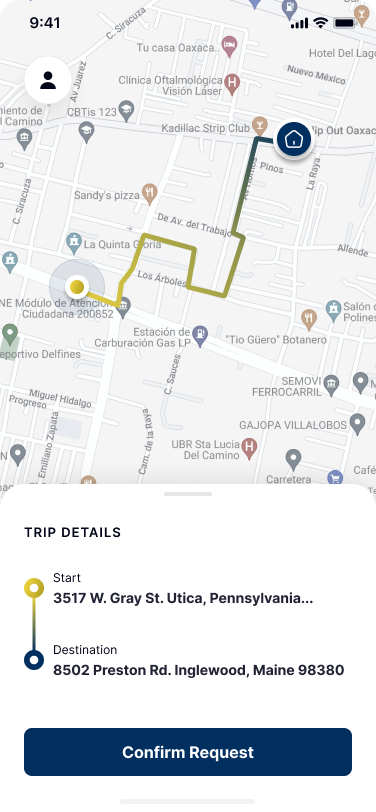 9:41
C. Siracuza
Tu casa Oaxaca..
Hotel Del Lago
Nuevo México
Clínica Oftalmológica
Visión Láser
Av Juárez
CBTis 123
Kadillac Strip Club
lip Out Oaxaca
Pinos
La Raya
C. Siracuza
Sandy's pizza
De Av. del Trabajo
La Quinta Gloria
Allende
Los Árboles
NE Módulo de Atención
Ciudadana 200852
Salón de
Estación de
Carburación Gas LP
"Tío Güero" Botanero
eportivo Delfines
C. Sauces
SEMOVI
FERROCARRIL
Miguel Hidalgo
Progreso
Emiliano Zapata
Cam. de la Raya
GAJOPA VILLALOBOS
UBR Sta Lucia
Del Camino
Carretera
Café
TRIP DETAILS
Start
3517 W. Gray St. Utica, Pennsylvania...
Destination
8502 Preston Rd. Inglewood, Maine 98380
Confirm Request